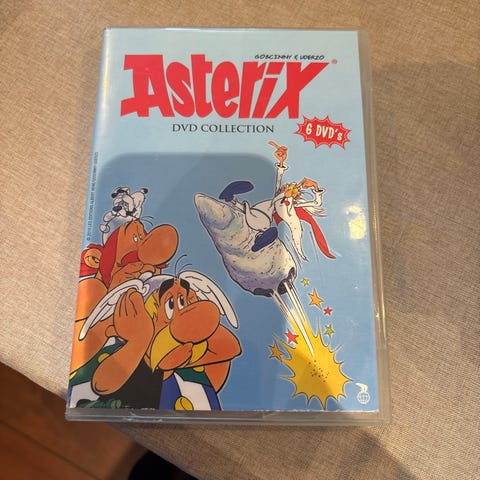 GOSCINNY & UDERZO
Asterix®
DVD COLLECTION
6 DVD's